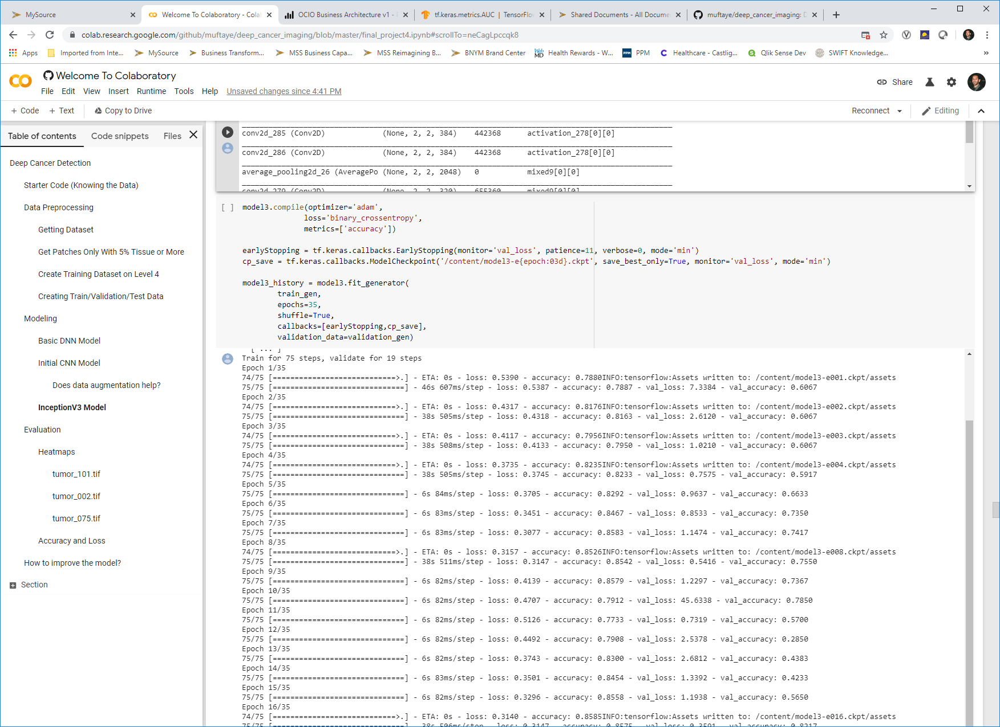 MySource
Welcome To Colaboratory - Cola
OCIO Business Architecture v1 -
tf.keras.metrics.AUC | TensorFlow
Shared Documents - All Docume
muftaye/deep_cancer_imaging: D
colab.research.google.com/github/muftaye/deep_cancer_imaging/blob/master/final_project4.ipynb#scrollTo=neCagLpccqk8
Apps Imported from Inte... MySource Business Transform... MSS Business Capa... MSS Reimagining B... BNYM Brand Center Web MD Health Rewards - W... PPM PPM Healthcare - Castlig... Qlik Sense Dev SWIFT Knowledge... »
Welcome To Colaboratory
File Edit View Insert Runtime Tools Help Unsaved changes since 4:41 PM
Share
+ Code + Text Copy to Drive
Reconnect Editing
Table of contents Code snippets Files
Deep Cancer Detection
Starter Code (Knowing the Data)
Data Preprocessing
Getting Dataset
Get Patches Only With 5% Tissue or More
Create Training Dataset on Level 4
Creating Train/Validation/Test Data
Modeling
Basic DNN Model
Initial CNN Model
Does data augmentation help?
InceptionV3 Model
Evaluation
Heatmaps
tumor_101.tif
tumor_002.tif
tumor_075.tif
Accuracy and Loss
How to improve the model?
Section
conv2d_285 (Conv2D) (None, 2, 2, 384) 442368 activation_278[0][0]
conv2d_286 (Conv2D) (None, 2, 2, 384) 442368 activation_278[0][0]
average_pooling2d_26 (AveragePo (None, 2, 2, 2048) 0 mixed9[0][0]
conv2d_279 (Conv2D) (None, 2, 2, 320) 655360 mixed9[0][0]
[ ] model3.compile(optimizer='adam',
loss='binary_crossentropy',
metrics=['accuracy'])
earlyStopping = tf.keras.callbacks.EarlyStopping(monitor='val_loss', patience=11, verbose=0, mode='min')
cp_save = tf.keras.callbacks.ModelCheckpoint('/content/model3-e{epoch:03d}.ckpt', save_best_only=True, monitor='val_loss', mode='min')
model3_history = model3.fit_generator(
train_gen,
epochs=35,
shuffle=True,
callbacks=[earlyStopping,cp_save],
validation_data=validation_gen)
['...']
Train for 75 steps, validate for 19 steps
Epoch 1/35
74/75 [============================>.] - ETA: 0s - loss: 0.5390 - accuracy: 0.7880INFO:tensorflow:Assets written to: /content/model3-e001.ckpt/assets
75/75 [==============================] - 46s 607ms/step - loss: 0.5387 - accuracy: 0.7887 - val_loss: 7.3384 - val_accuracy: 0.6067
Epoch 2/35
74/75 [============================>.] - ETA: 0s - loss: 0.4317 - accuracy: 0.8176INFO:tensorflow:Assets written to: /content/model3-e002.ckpt/assets
75/75 [==============================] - 38s 505ms/step - loss: 0.4318 - accuracy: 0.8163 - val_loss: 2.6120 - val_accuracy: 0.6067
Epoch 3/35
74/75 [============================>.] - ETA: 0s - loss: 0.4117 - accuracy: 0.7956INFO:tensorflow:Assets written to: /content/model3-e003.ckpt/assets
75/75 [==============================] - 38s 508ms/step - loss: 0.4133 - accuracy: 0.7950 - val_loss: 1.0210 - val_accuracy: 0.6067
Epoch 4/35
74/75 [============================>.] - ETA: 0s - loss: 0.3735 - accuracy: 0.8235INFO:tensorflow:Assets written to: /content/model3-e004.ckpt/assets
75/75 [==============================] - 38s 505ms/step - loss: 0.3745 - accuracy: 0.8233 - val_loss: 0.7575 - val_accuracy: 0.5917
Epoch 5/35
75/75 [==============================] - 6s 84ms/step - loss: 0.3705 - accuracy: 0.8292 - val_loss: 0.9637 - val_accuracy: 0.6633
Epoch 6/35
75/75 [==============================] - 6s 83ms/step - loss: 0.3451 - accuracy: 0.8467 - val_loss: 0.8533 - val_accuracy: 0.7350
Epoch 7/35
75/75 [==============================] - 6s 83ms/step - loss: 0.3077 - accuracy: 0.8583 - val_loss: 1.1474 - val_accuracy: 0.7417
Epoch 8/35
74/75 [============================>.] - ETA: 0s - loss: 0.3157 - accuracy: 0.8526INFO:tensorflow:Assets written to: /content/model3-e008.ckpt/assets
75/75 [==============================] - 38s 511ms/step - loss: 0.3147 - accuracy: 0.8542 - val_loss: 0.5416 - val_accuracy: 0.7550
Epoch 9/35
75/75 [==============================] - 6s 82ms/step - loss: 0.4139 - accuracy: 0.8579 - val_loss: 1.2297 - val_accuracy: 0.7367
Epoch 10/35
75/75 [==============================] - 6s 82ms/step - loss: 0.4707 - accuracy: 0.7912 - val_loss: 45.6338 - val_accuracy: 0.7850
Epoch 11/35
75/75 [==============================] - 6s 82ms/step - loss: 0.5126 - accuracy: 0.7733 - val_loss: 0.7319 - val_accuracy: 0.5700
Epoch 12/35
75/75 [==============================] - 6s 82ms/step - loss: 0.4492 - accuracy: 0.7908 - val_loss: 2.5378 - val_accuracy: 0.2850
Epoch 13/35
75/75 [==============================] - 6s 82ms/step - loss: 0.3743 - accuracy: 0.8300 - val_loss: 2.6812 - val_accuracy: 0.4383
Epoch 14/35
75/75 [==============================] - 6s 83ms/step - loss: 0.3501 - accuracy: 0.8454 - val_loss: 1.3392 - val_accuracy: 0.4233
Epoch 15/35
75/75 [==============================] - 6s 82ms/step - loss: 0.3296 - accuracy: 0.8558 - val_loss: 1.1938 - val_accuracy: 0.5650
Epoch 16/35
74/75 [============================>.] - ETA: 0s - loss: 0.3140 - accuracy: 0.8585INFO:tensorflow:Assets written to: /content/model3-e016.ckpt/assets
75/75 [==============================] - 38s 506ms/step - loss: 0.3147 - accuracy: 0.8575 - val_loss: 0.3591 - val_accuracy: 0.8217